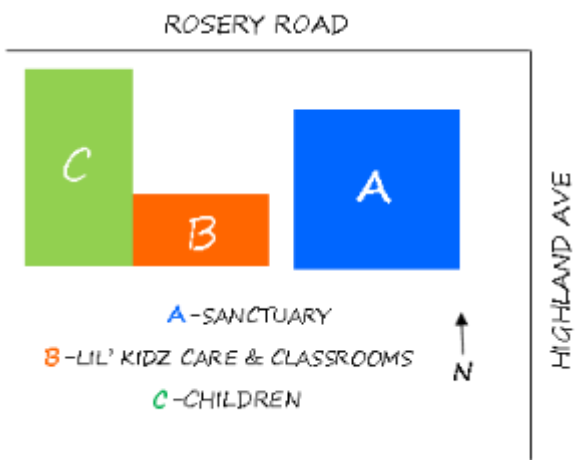 ROSERY ROAD
C
A
B
HIGHLAND AVE
A-SANCTUARY
B-LIL' KIDZ CARE & CLASSROOMS
C-CHILDREN
N